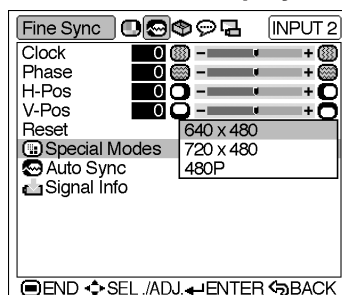 Fine Sync INPUT 2
Clock 0 - +
Phase 0 - +
H-Pos 0 - +
V-Pos 0 - +
Reset 640 x 480
Special Modes 720 x 480
Auto Sync 480P
Signal Info
END SEL./ADJ. ENTER BACK